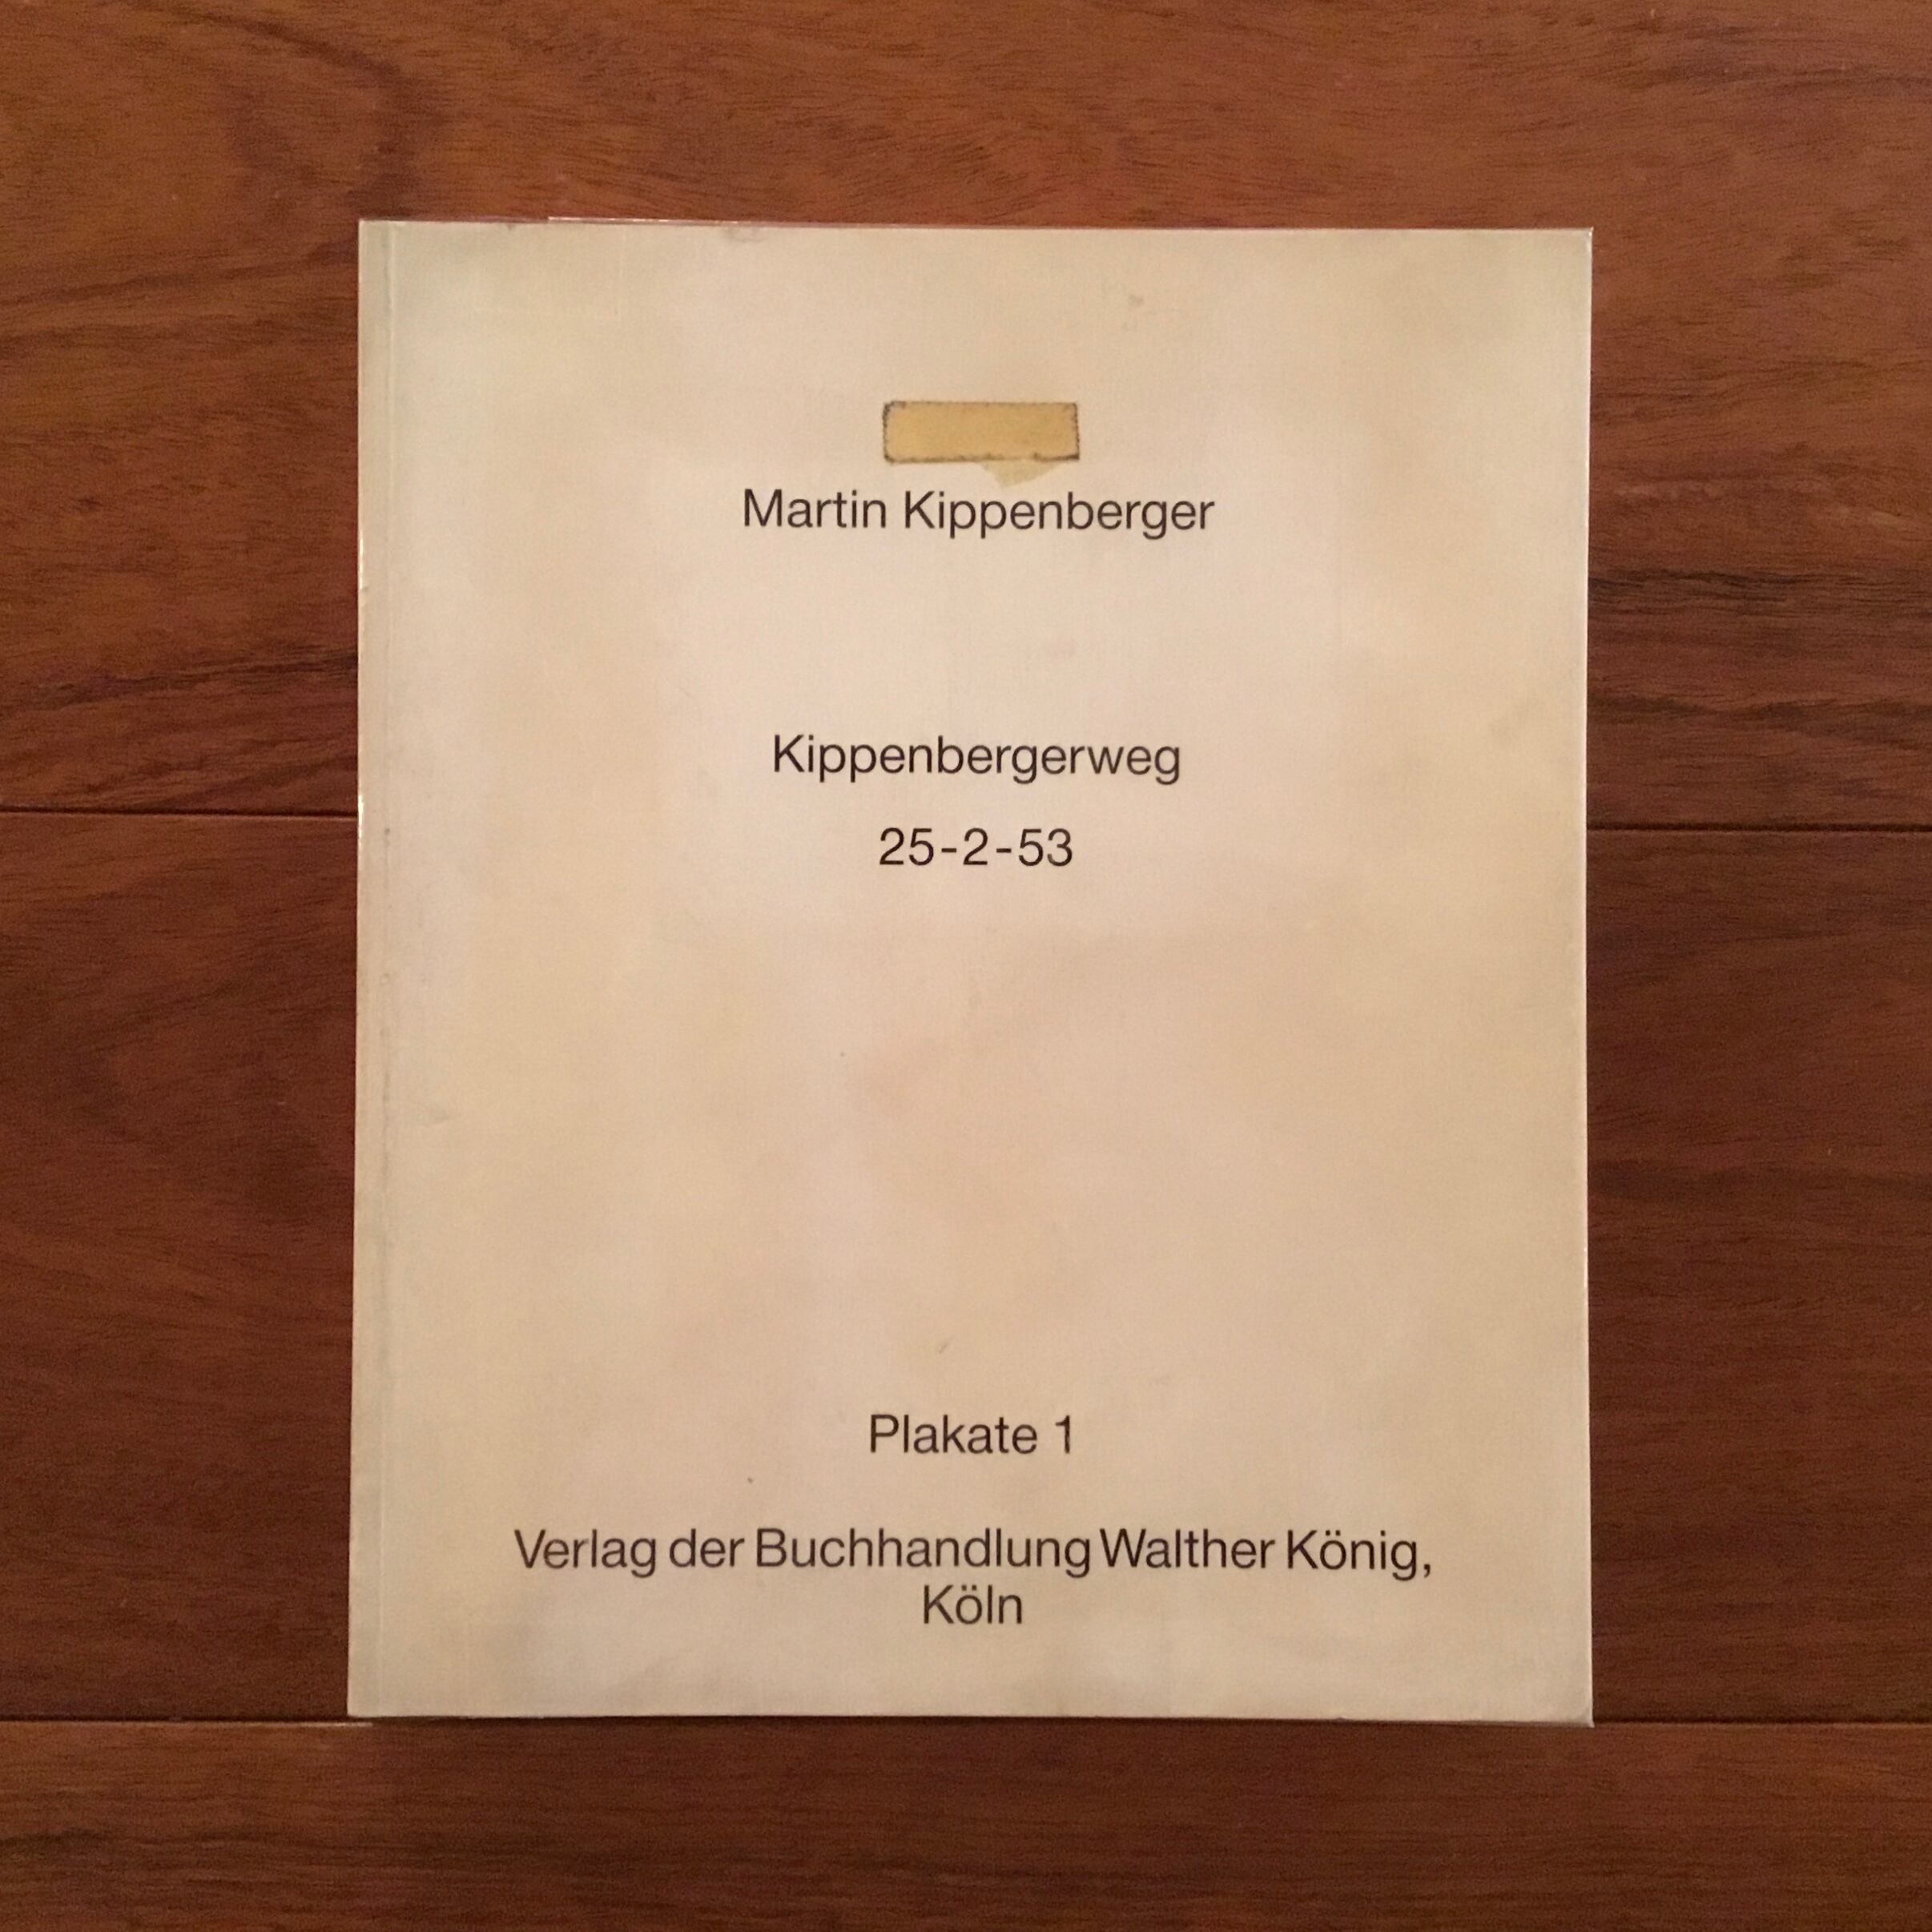 Martin Kippenberger
Kippenbergerweg
25-2-53
Plakate 1
Verlag der Buchhandlung Walther König,
Köln